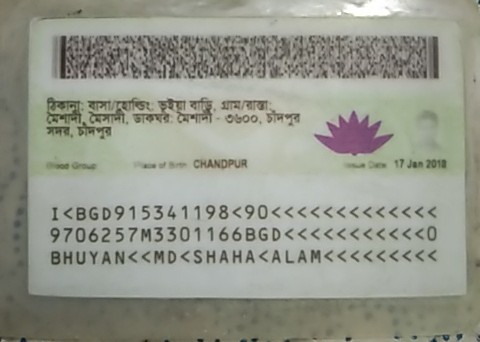 ঠিকানা: বাসা/হোল্ডিং: ভূইয়া বাড়ি, গ্রাম/রাস্তা:
মৈশাদী, মৈসাদী, ডাকঘর: মৈশাদী - ৩৬০০, চাঁদপুর
সদর, চাঁদপুর
Blood Group: Place of Birth: CHANDPUR Issue Date: 17 Jan 2018
I<BGD915341198<90<<<<<<<<<<<<<<
9706257M3301166BGD<<<<<<<<<<<0
BHUYAN<<MD<SHAHA<ALAM<<<<<<<<<